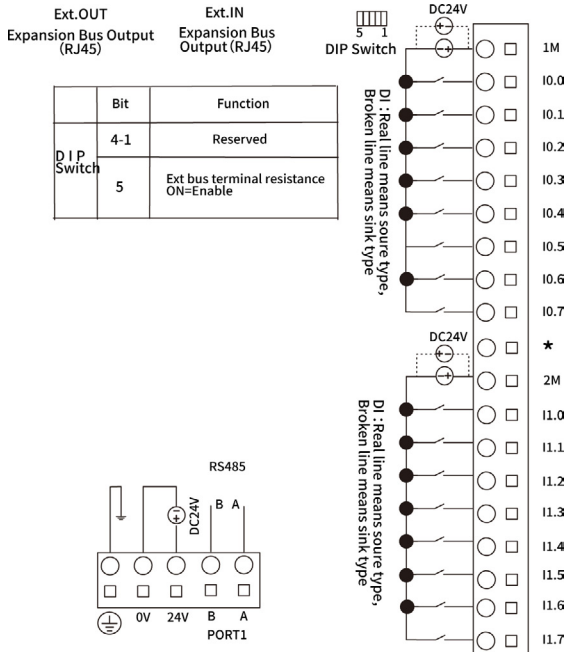 Ext.OUT
Expansion Bus Output
(RJ45)
Ext.IN
Expansion Bus
Output(RJ45)
5 1
DIP Switch
Bit
Function
DIP
Switch
4-1
Reserved
5
Ext bus terminal resistance
ON=Enable
DC24V
1M
I0.0
I0.1
I0.2
I0.3
I0.4
I0.5
I0.6
I0.7
DI :Real line means soure type,
Broken line means sink type
*
DC24V
2M
I1.0
I1.1
I1.2
I1.3
I1.4
I1.5
I1.6
I1.7
DI :Real line means soure type,
Broken line means sink type
RS485
DC24V
B A
0V 24V B A
PORT1